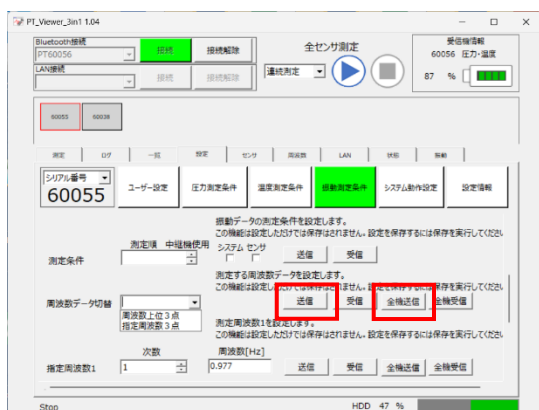 PT_Viewer_3in1 1.04
Bluetooth接続
PT60056 接続 接続解除
LAN接続
接続 接続解除
全センサ測定
連続測定
受信機情報
60056 圧力・温度
87 %
60055 60038
測定 ログ 一覧 設定 センサ 周波数 LAN 状態 振動
シリアル番号
60055
ユーザー設定 圧力測定条件 温度測定条件 振動測定条件 システム動作設定 設定情報
振動データの測定条件を設定します。
この機能は設定しただけでは保存はされません。設定を保存するには保存を実行してください
測定順 中継機使用 システム センサ
測定条件 送信 受信
測定する周波数データを設定します。
この機能は設定しただけでは保存はされません。設定を保存するには保存を実行してください
周波数データ切替 送信 受信 全機送信 全機受信
周波数上位3点
指定周波数3点
測定周波数1を設定します。
この機能は設定しただけでは保存はされません。設定を保存するには保存を実行してください
次数 周波数[Hz]
指定周波数1 1 0.977 送信 受信 全機送信 全機受信
Stop HDD 47 %